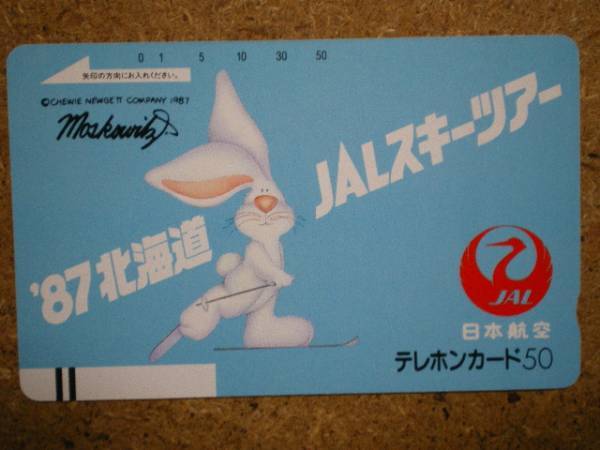 0 1 5 10 30 50
矢印の方向にお入れください。
©CHEWIE NEWGETT COMPANY 1987
Moskowitz
JALスキーツアー
'87 北海道
JAL
日本航空
テレホンカード50